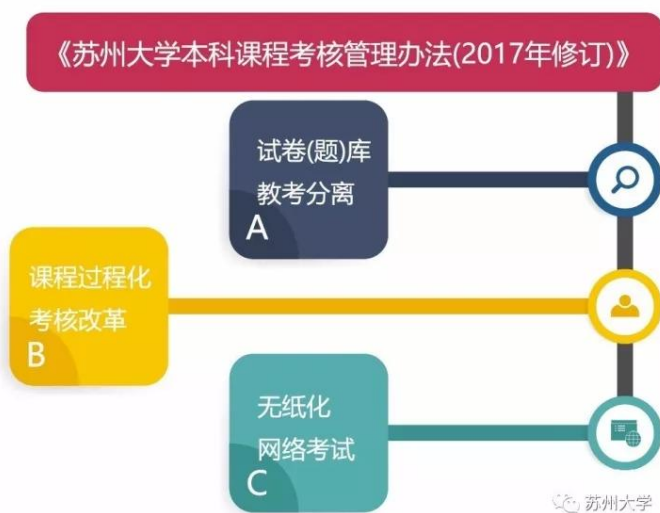 《苏州大学本科课程考核管理办法(2017年修订)》
试卷(题)库
教考分离
A
课程过程化
考核改革
B
无纸化
网络考试
C
苏州大学